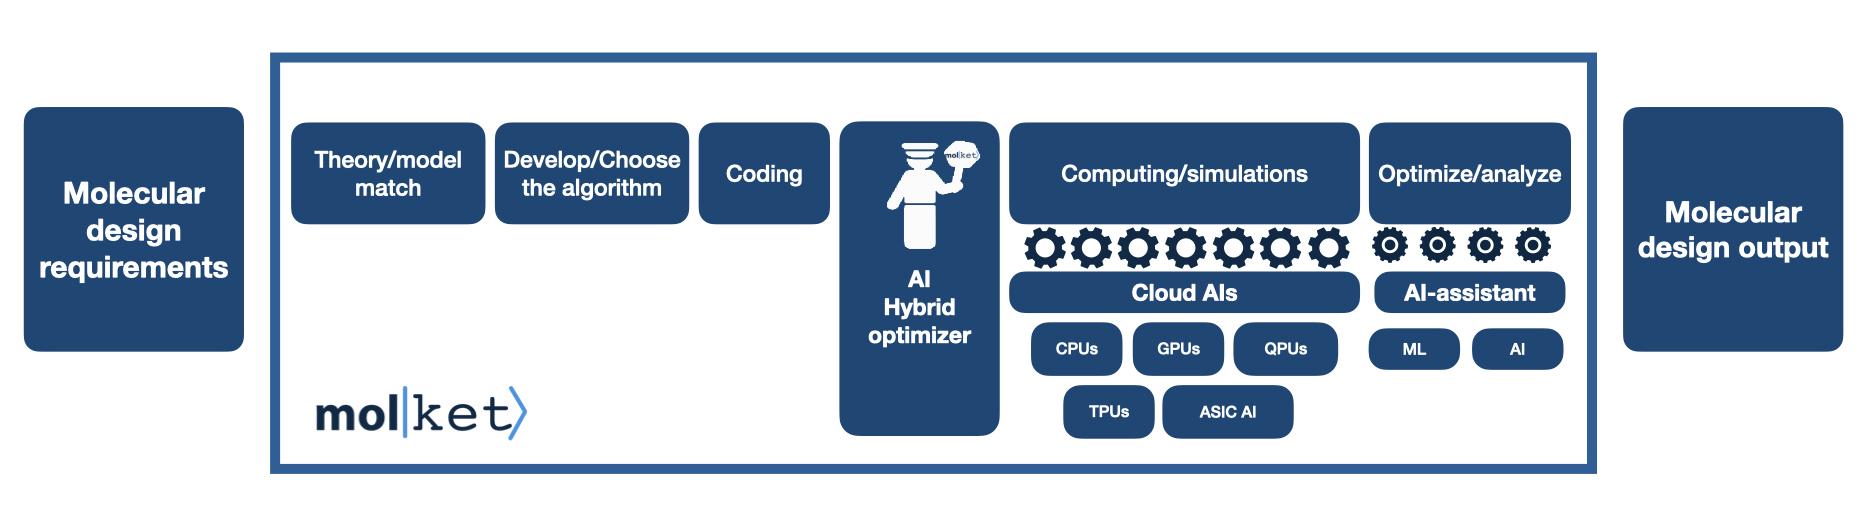 Molecular
design
requirements
Theory/model
match
Develop/Choose
the algorithm
Coding
mol|ket⟩
AI
Hybrid
optimizer
Computing/simulations
Cloud AIs
CPUs
GPUs
QPUs
TPUs
ASIC AI
Optimize/analyze
AI-assistant
ML
AI
mol|ket⟩
Molecular
design output